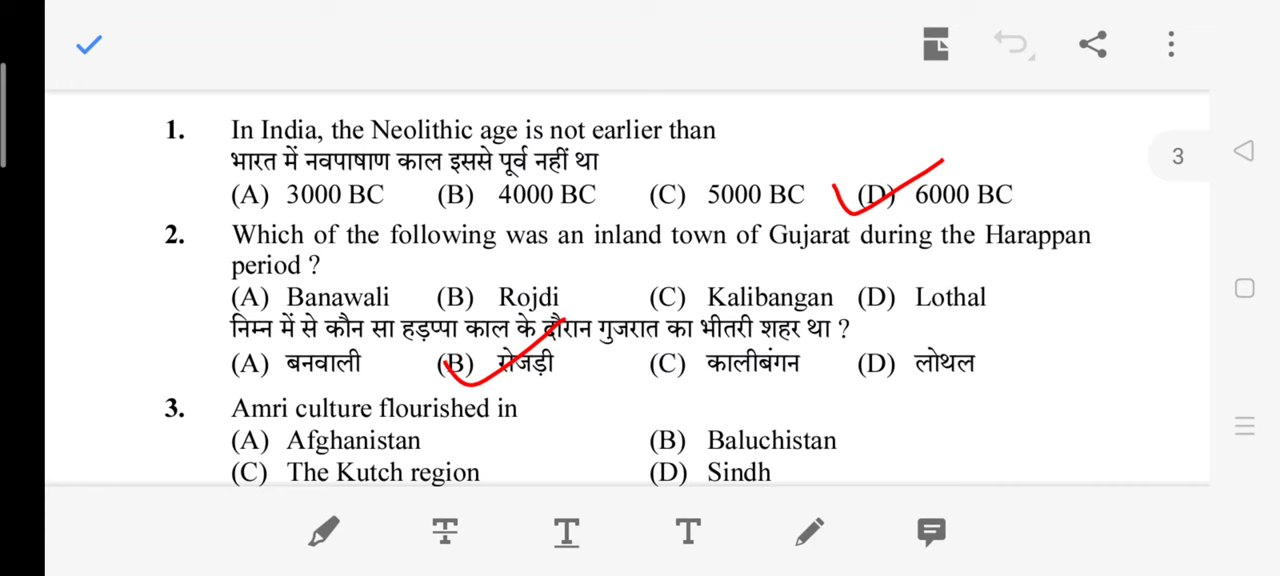 3
1. In India, the Neolithic age is not earlier than
भारत में नवपाषाण काल इससे पूर्व नहीं था
(A) 3000 BC (B) 4000 BC (C) 5000 BC (D) 6000 BC
2. Which of the following was an inland town of Gujarat during the Harappan
period ?
(A) Banawali (B) Rojdi (C) Kalibangan (D) Lothal
निम्न में से कौन सा हड़प्पा काल के दौरान गुजरात का भीतरी शहर था ?
(A) बनवाली (B) रोजड़ी (C) कालीबंगन (D) लोथल
3. Amri culture flourished in
(A) Afghanistan (B) Baluchistan
(C) The Kutch region (D) Sindh